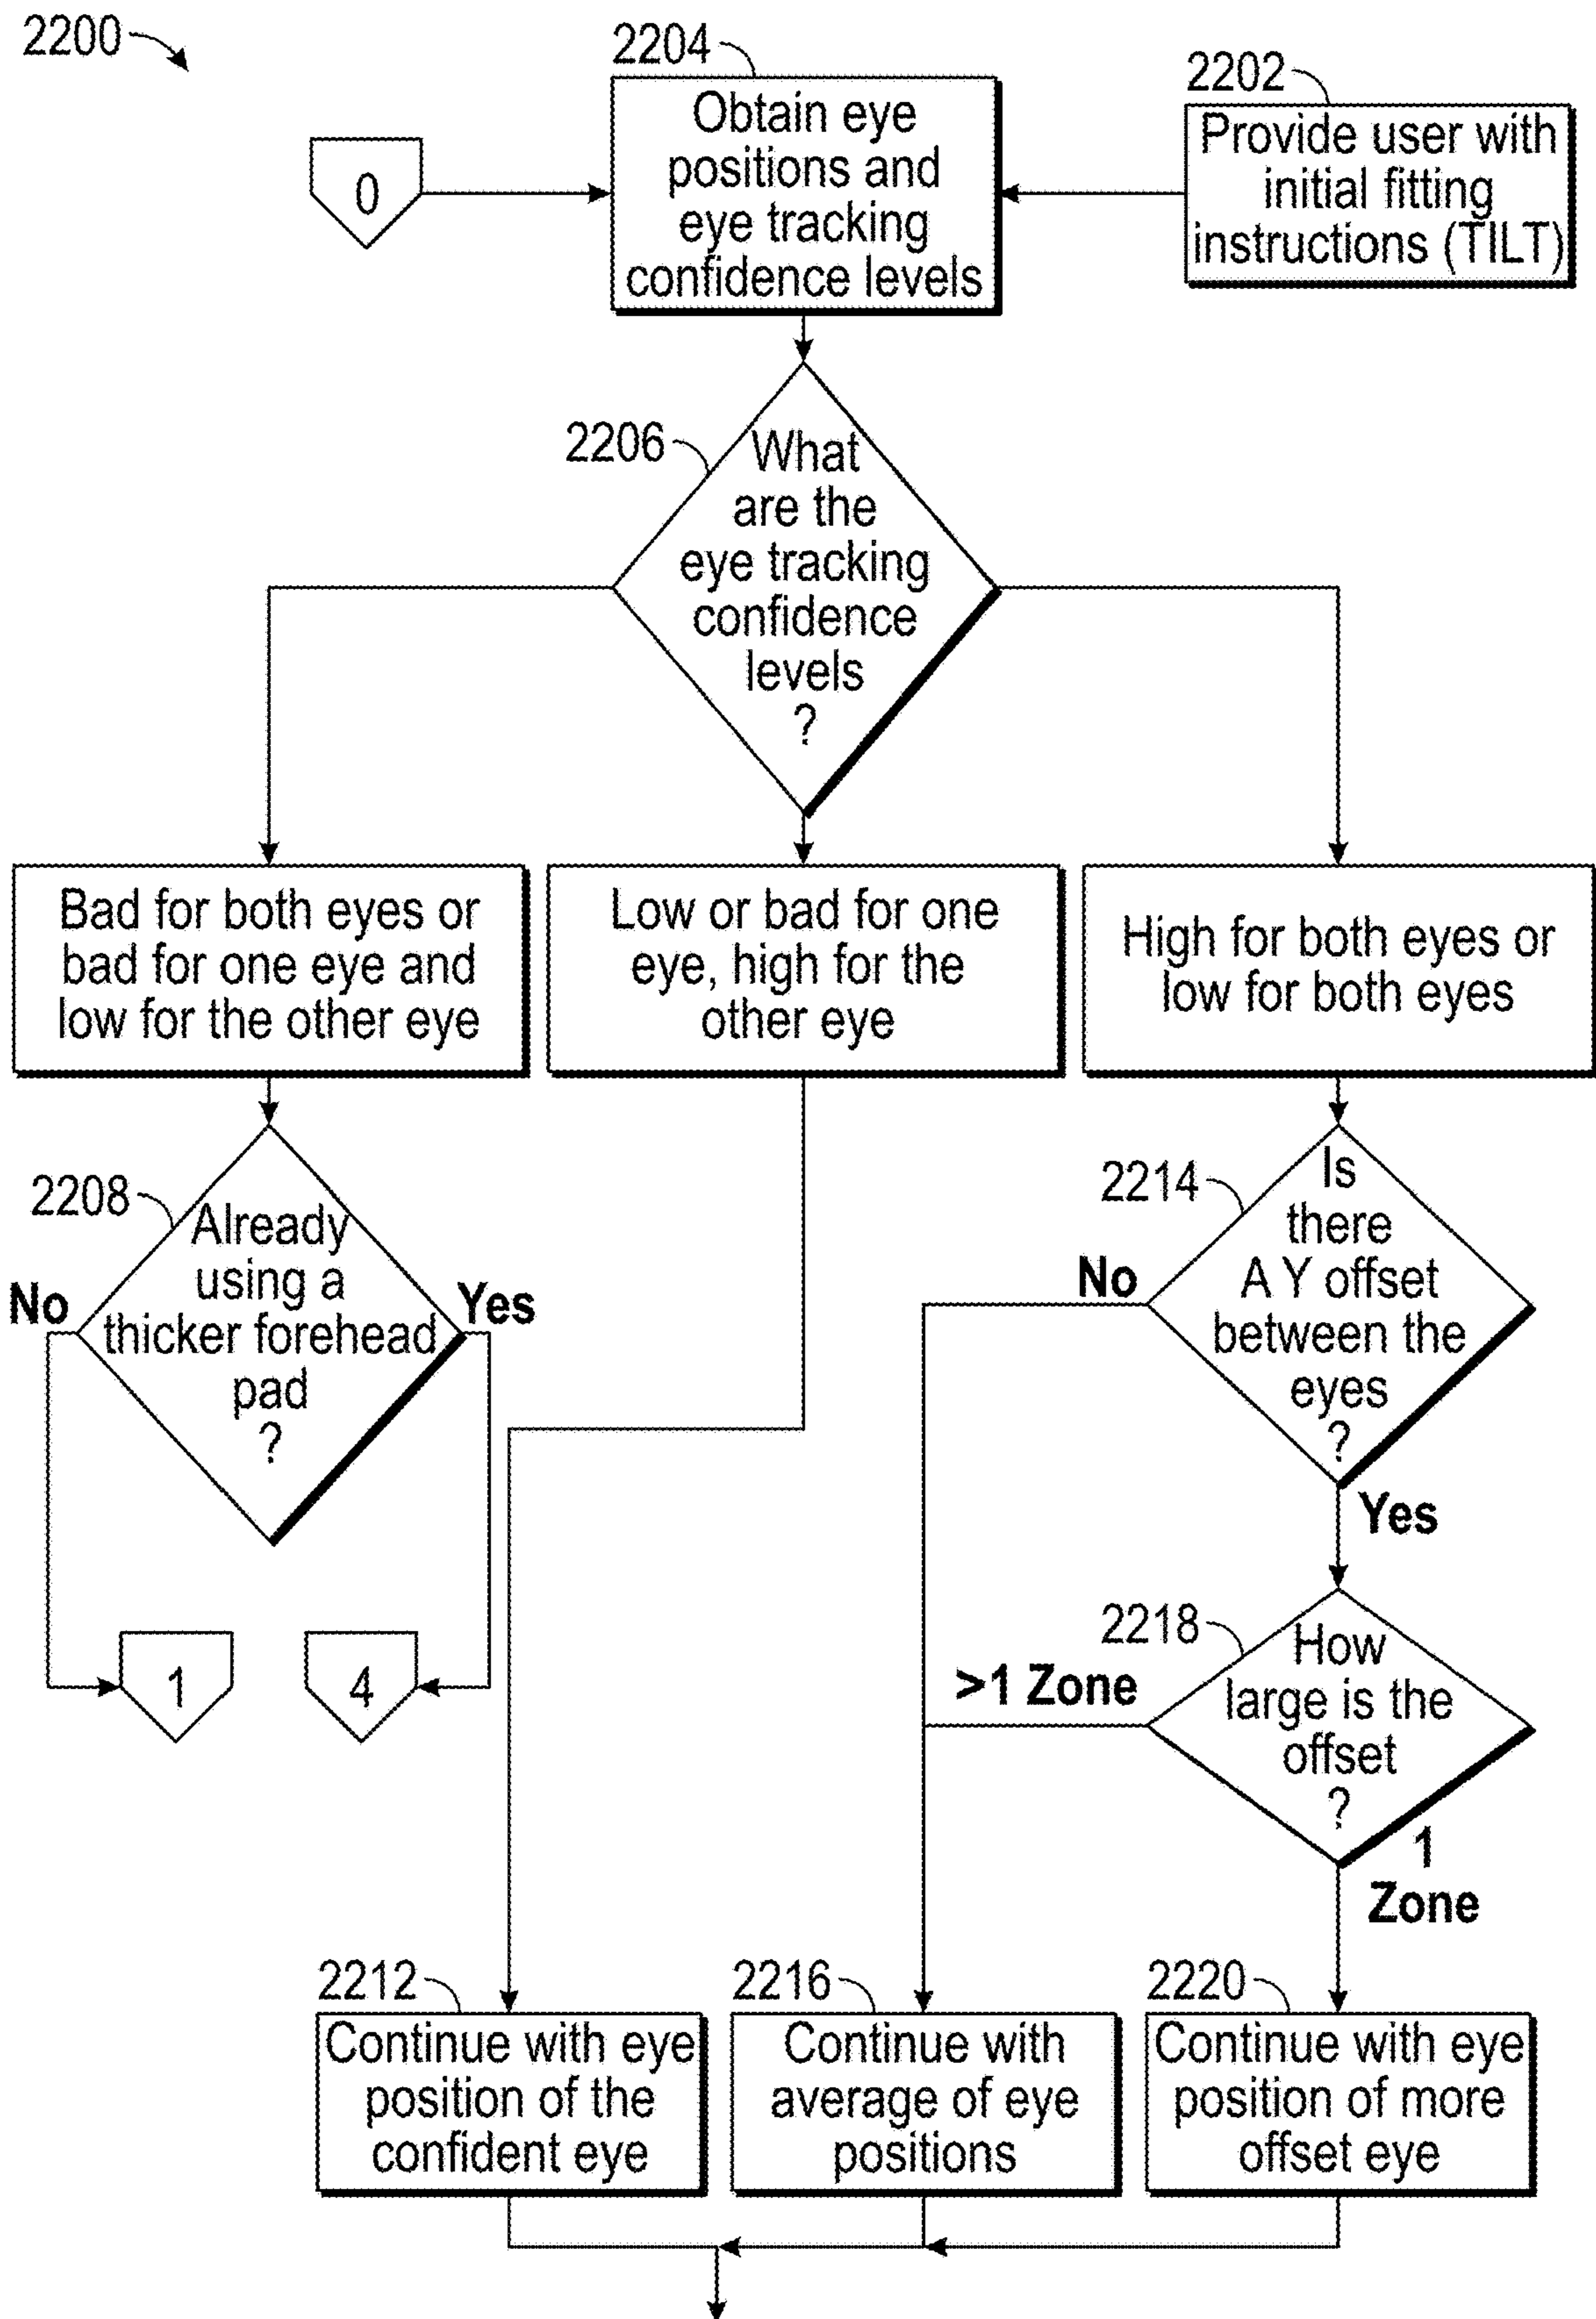 2200
2204
2202
Obtain eye
positions and
eye tracking
confidence levels
Provide user with
initial fitting
instructions (TILT)
0
2206
What
are the
eye tracking
confidence
levels
?
Bad for both eyes or
bad for one eye and
low for the other eye
Low or bad for one
eye, high for the
other eye
High for both eyes or
low for both eyes
2208
Already
using a
thicker forehead
pad
?
No
Yes
1
4
2214
Is
there
A Y offset
between the
eyes
?
No
Yes
2218
How
large is the
offset
?
>1 Zone
1
Zone
2212
Continue with eye
position of the
confident eye
2216
Continue with
average of eye
positions
2220
Continue with eye
position of more
offset eye